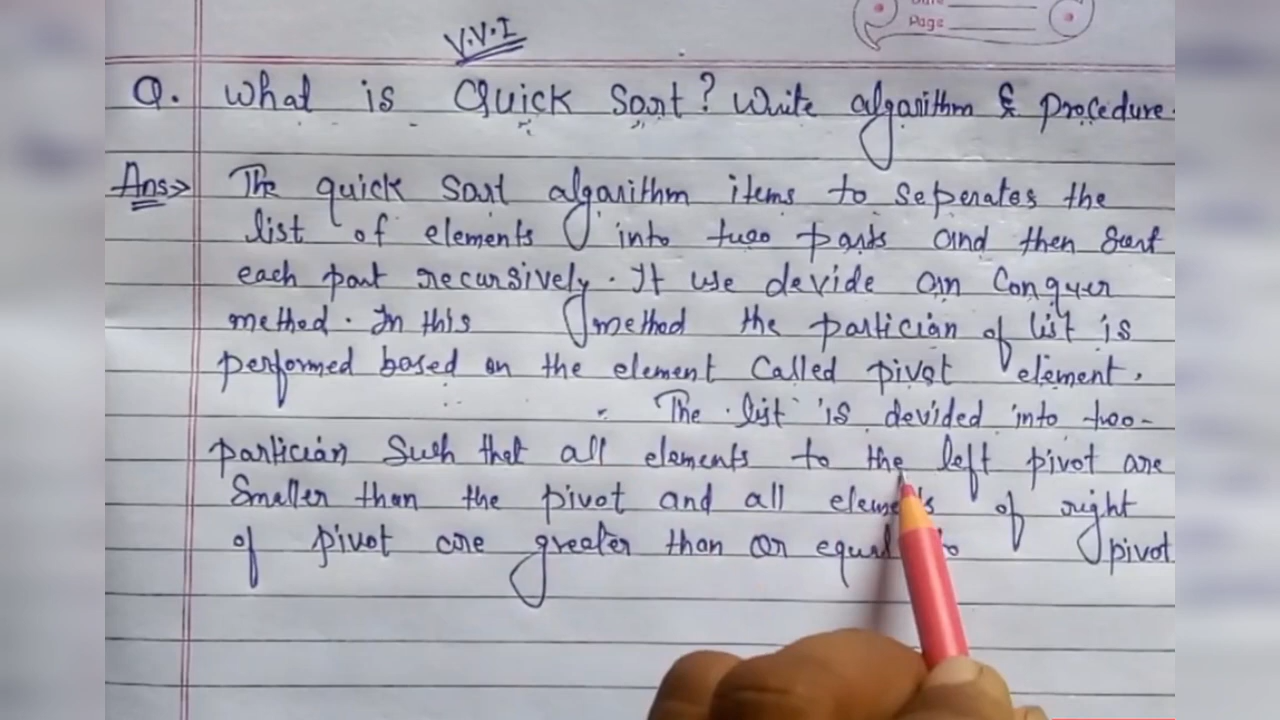 Page
V.V.I
Q. What is Quick Sort? Write algorithm & procedure.
Ans=> The quick sort algorithm items to seperates the
list of elements into two parts and then sort
each part recursively. It use devide an Conquer
method. In this method the partician of list is
performed based on the element Called pivot element.
The list is devided into two-
partician Such that all elements to the left pivot are
Smaller than the pivot and all elements of right
of pivot are greater than or equal to pivot